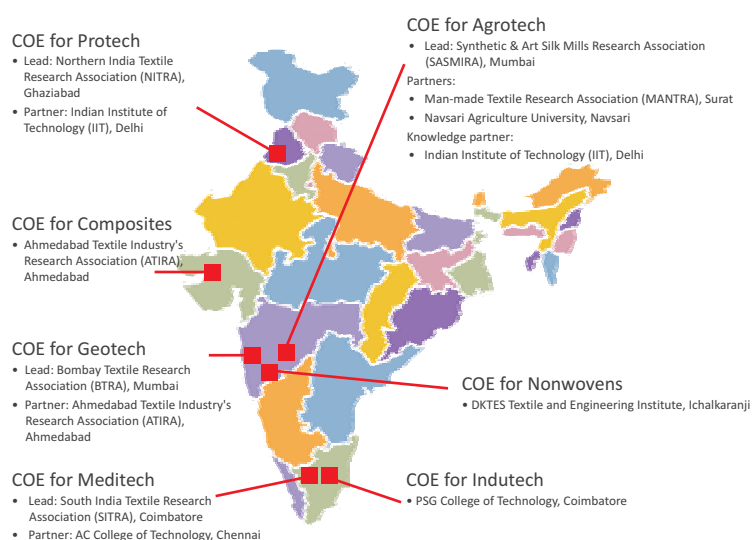 COE for Protech
• Lead: Northern India Textile
Research Association (NITRA),
Ghaziabad
• Partner: Indian Institute of
Technology (IIT), Delhi
COE for Agrotech
• Lead: Synthetic & Art Silk Mills Research Association
(SASMIRA), Mumbai
Partners:
• Man-made Textile Research Association (MANTRA), Surat
• Navsari Agriculture University, Navsari
Knowledge partner:
• Indian Institute of Technology (IIT), Delhi
COE for Composites
• Ahmedabad Textile Industry's
Research Association (ATIRA),
Ahmedabad
COE for Geotech
• Lead: Bombay Textile Research
Association (BTRA), Mumbai
• Partner: Ahmedabad Textile Industry's
Research Association (ATIRA),
Ahmedabad
COE for Nonwovens
• DKTES Textile and Engineering Institute, Ichalkaranji
COE for Meditech
• Lead: South India Textile Research
Association (SITRA), Coimbatore
• Partner: AC College of Technology, Chennai
COE for Indutech
• PSG College of Technology, Coimbatore